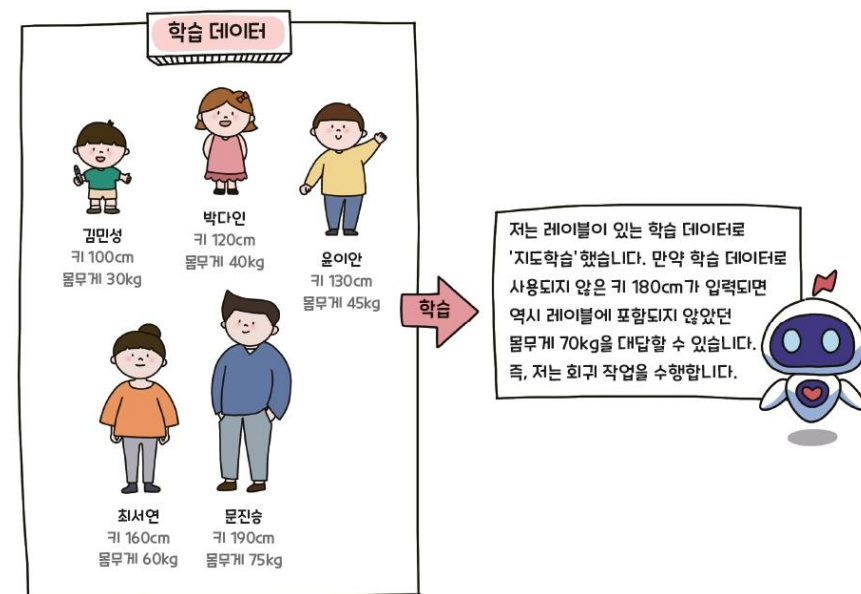 학습 데이터
김민성
키 100cm
몸무게 30kg
박다인
키 120cm
몸무게 40kg
윤이안
키 130cm
몸무게 45kg
최서연
키 160cm
몸무게 60kg
문진승
키 190cm
몸무게 75kg
학습
저는 레이블이 있는 학습 데이터로
'지도학습'했습니다. 만약 학습 데이터로
사용되지 않은 키 180cm가 입력되면
역시 레이블에 포함되지 않았던
몸무게 70kg을 대답할 수 있습니다.
즉, 저는 회귀 작업을 수행합니다.